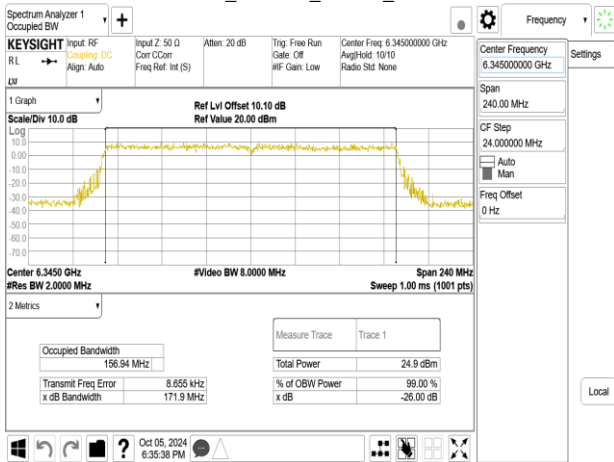 Spectrum Analyzer 1
Occupied BW
+
Frequency
KEYSIGHT
RL
LXI
Input: RF
Coupling: DC
Align: Auto
Input Z: 50 Ω
Corr CCorr
Freq Ref: Int (S)
Atten: 20 dB
Trig: Free Run
Gate: Off
#IF Gain: Low
Center Freq: 6.345000000 GHz
Avg|Hold: 10/10
Radio Std: None
Center Frequency
6.345000000 GHz
Settings
Span
240.00 MHz
CF Step
24.000000 MHz
Auto
Man
Freq Offset
0 Hz
Local
1 Graph
Scale/Div 10.0 dB
Ref Lvl Offset 10.10 dB
Ref Value 20.00 dBm
Log
10.0
0.00
-10.0
-20.0
-30.0
-40.0
-50.0
-60.0
-70.0
Center 6.3450 GHz
#Video BW 8.0000 MHz
Span 240 MHz
#Res BW 2.0000 MHz
Sweep 1.00 ms (1001 pts)
2 Metrics
Measure Trace Trace 1
Occupied Bandwidth
156.94 MHz
Total Power 24.9 dBm
Transmit Freq Error 8.655 kHz
% of OBW Power 99.00 %
x dB Bandwidth 171.9 MHz
x dB -26.00 dB
?
Oct 05, 2024
6:35:38 PM